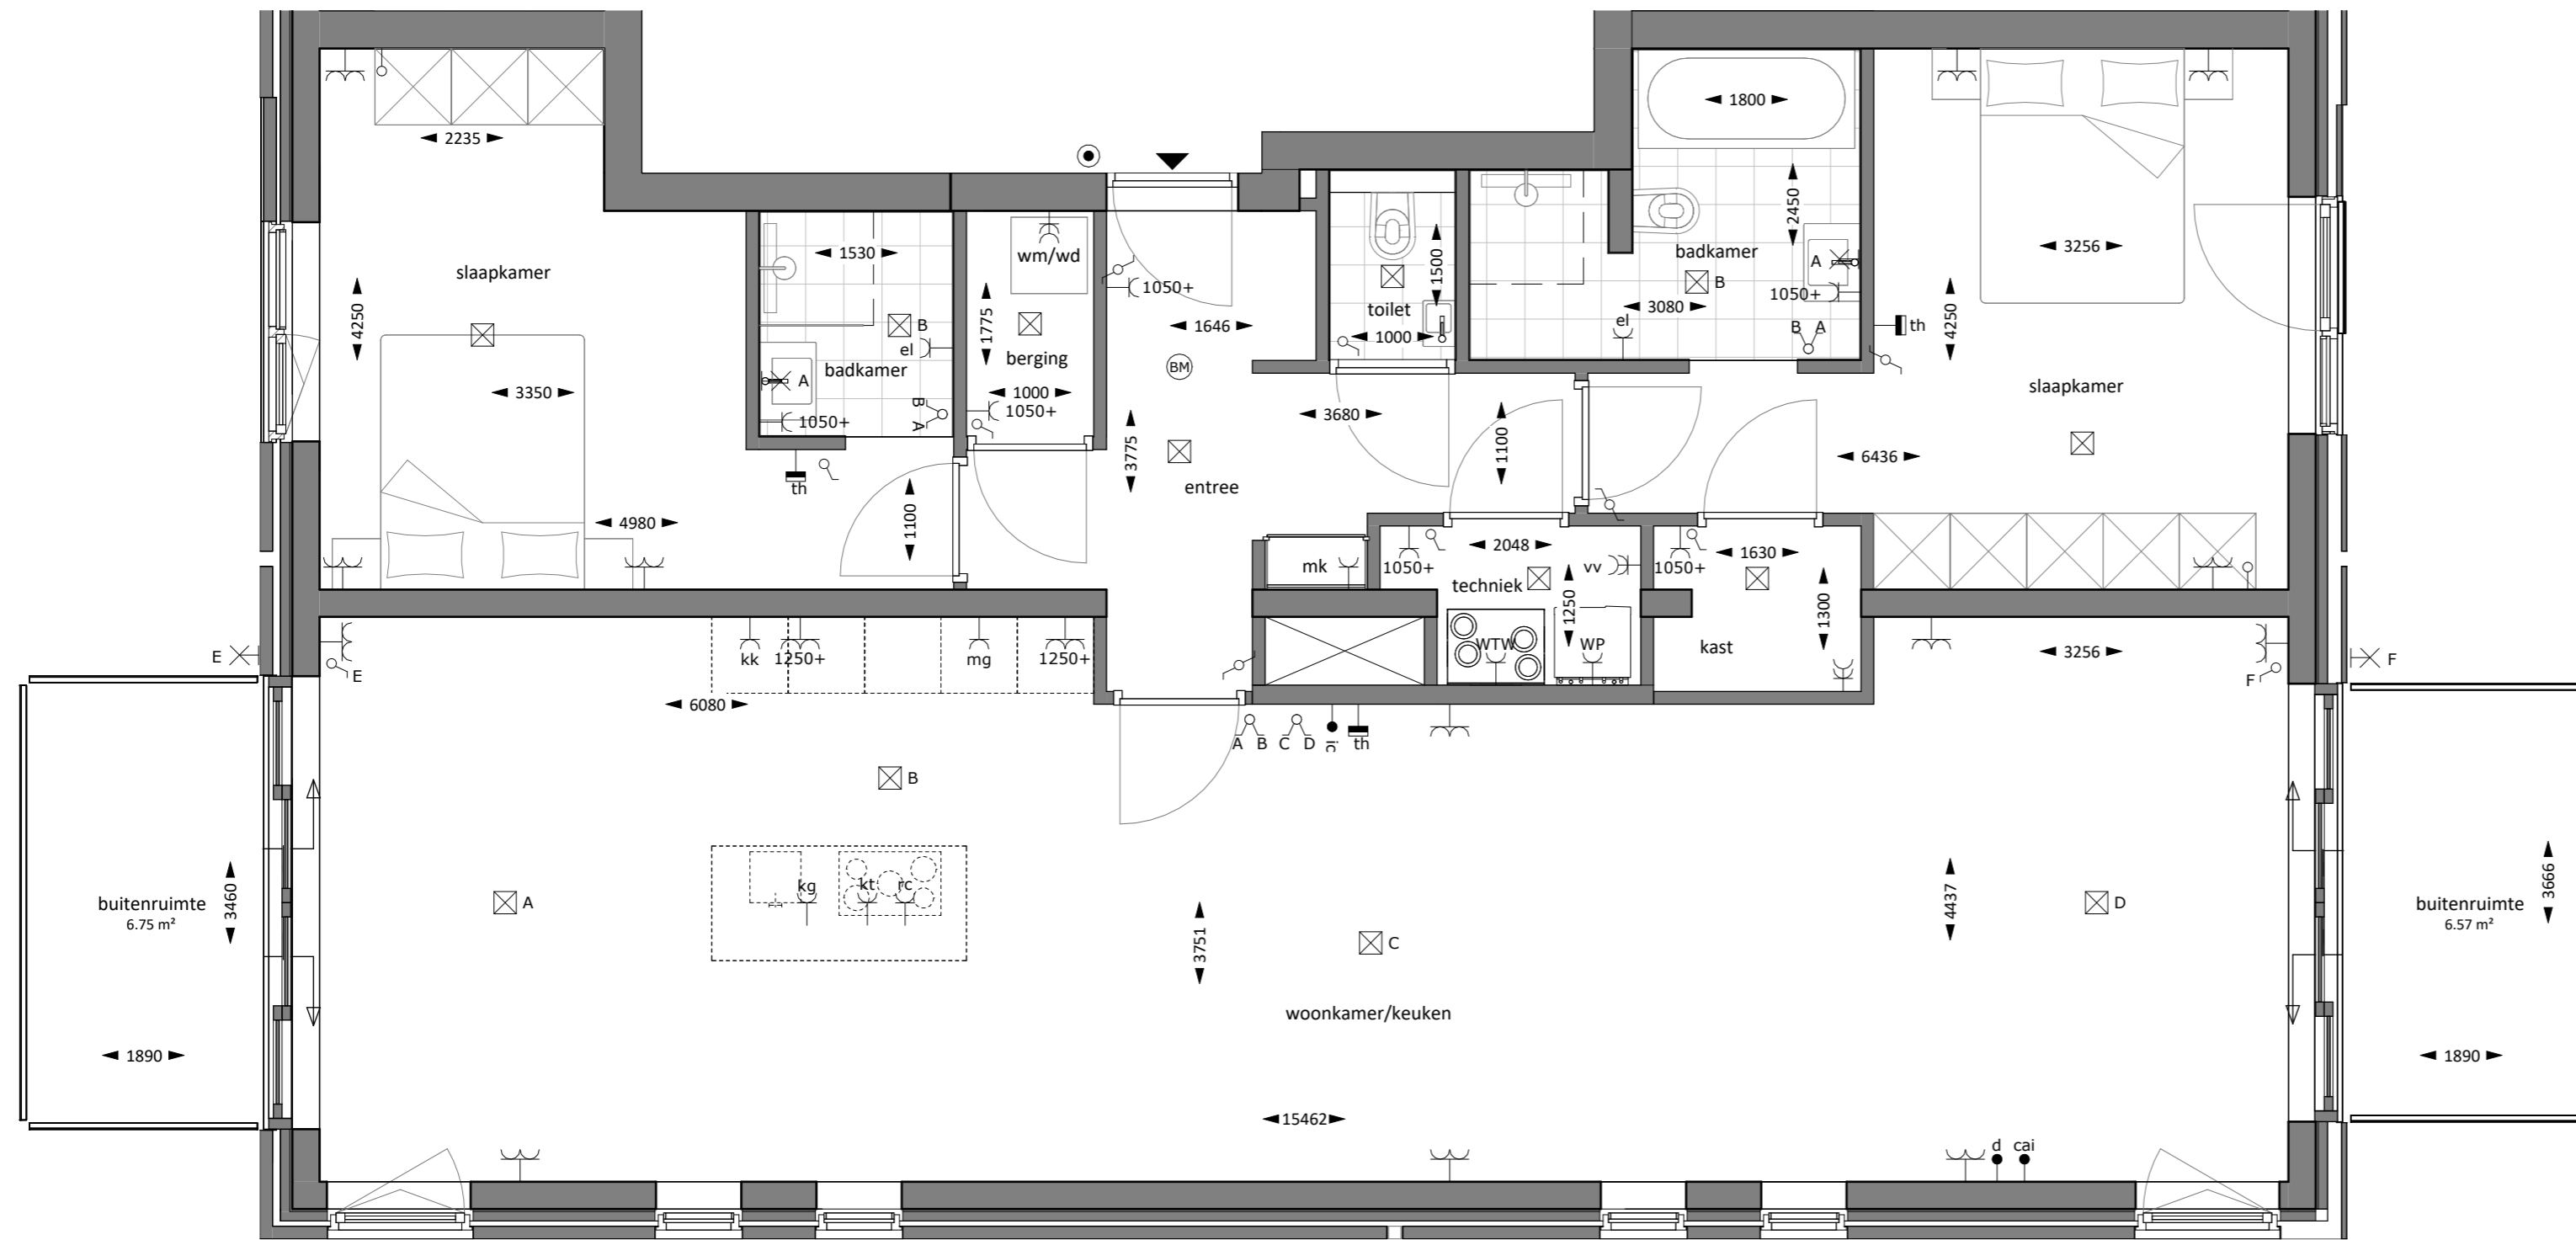 1800
2235
2450
slaapkamer
1530
wm/wd
badkamer
B
A
1050+
3256
1050+
1500
toilet
3080
el
B A
1000
4250
1775
B
el
1646
berging
badkamer
A
BM
th
4250
slaapkamer
3350
1000
1050+
1050+
B
A
3680
3775
1100
6436
entree
th
4980
1100
2048
1630
mk
1050+
vv
1050+
techniek
1250
1300
WTW
WP
kast
E
E
kk
1250+
mg
1250+
3256
F
F
6080
A B
C D
ic
th
B
buitenruimte
6.75 m²
3460
A
kg
kt
rc
3751
C
4437
D
buitenruimte
6.57 m²
3666
woonkamer/keuken
1890
1890
15462
d
cai